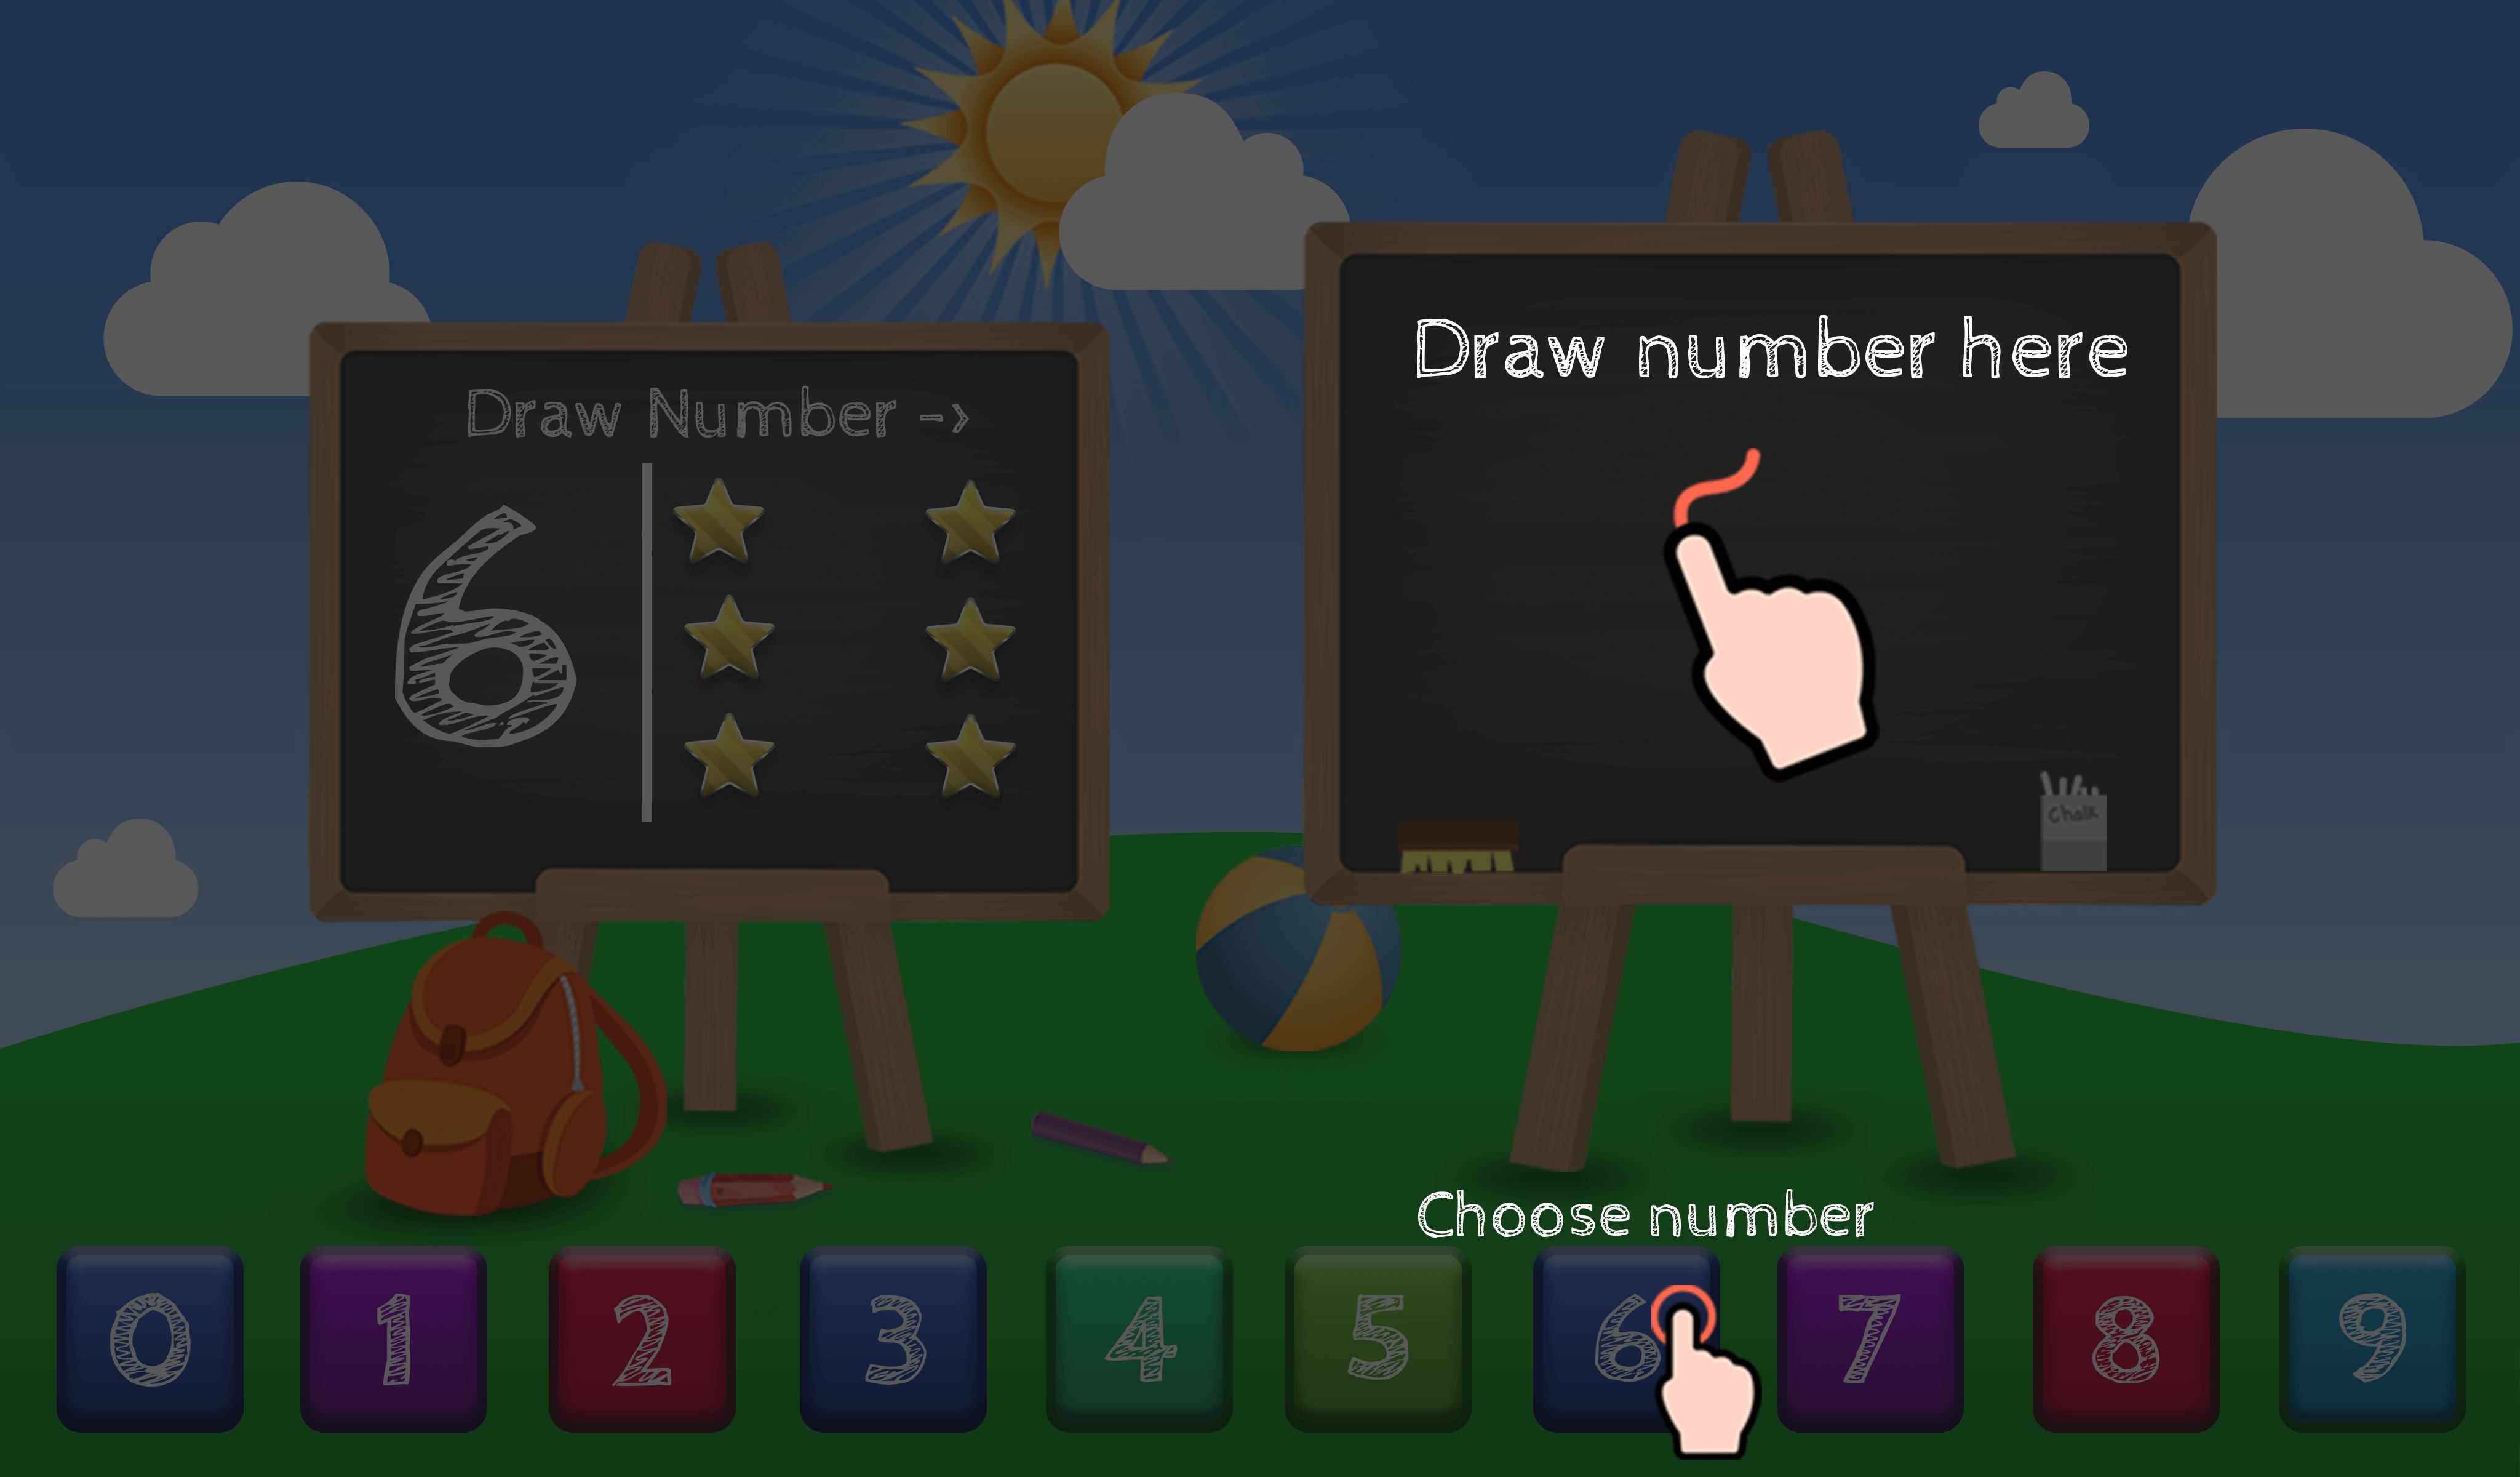 Draw Number ->
6
Draw number here
Chalk
Choose number
0 1 2 3 4 5 6 7 8 9